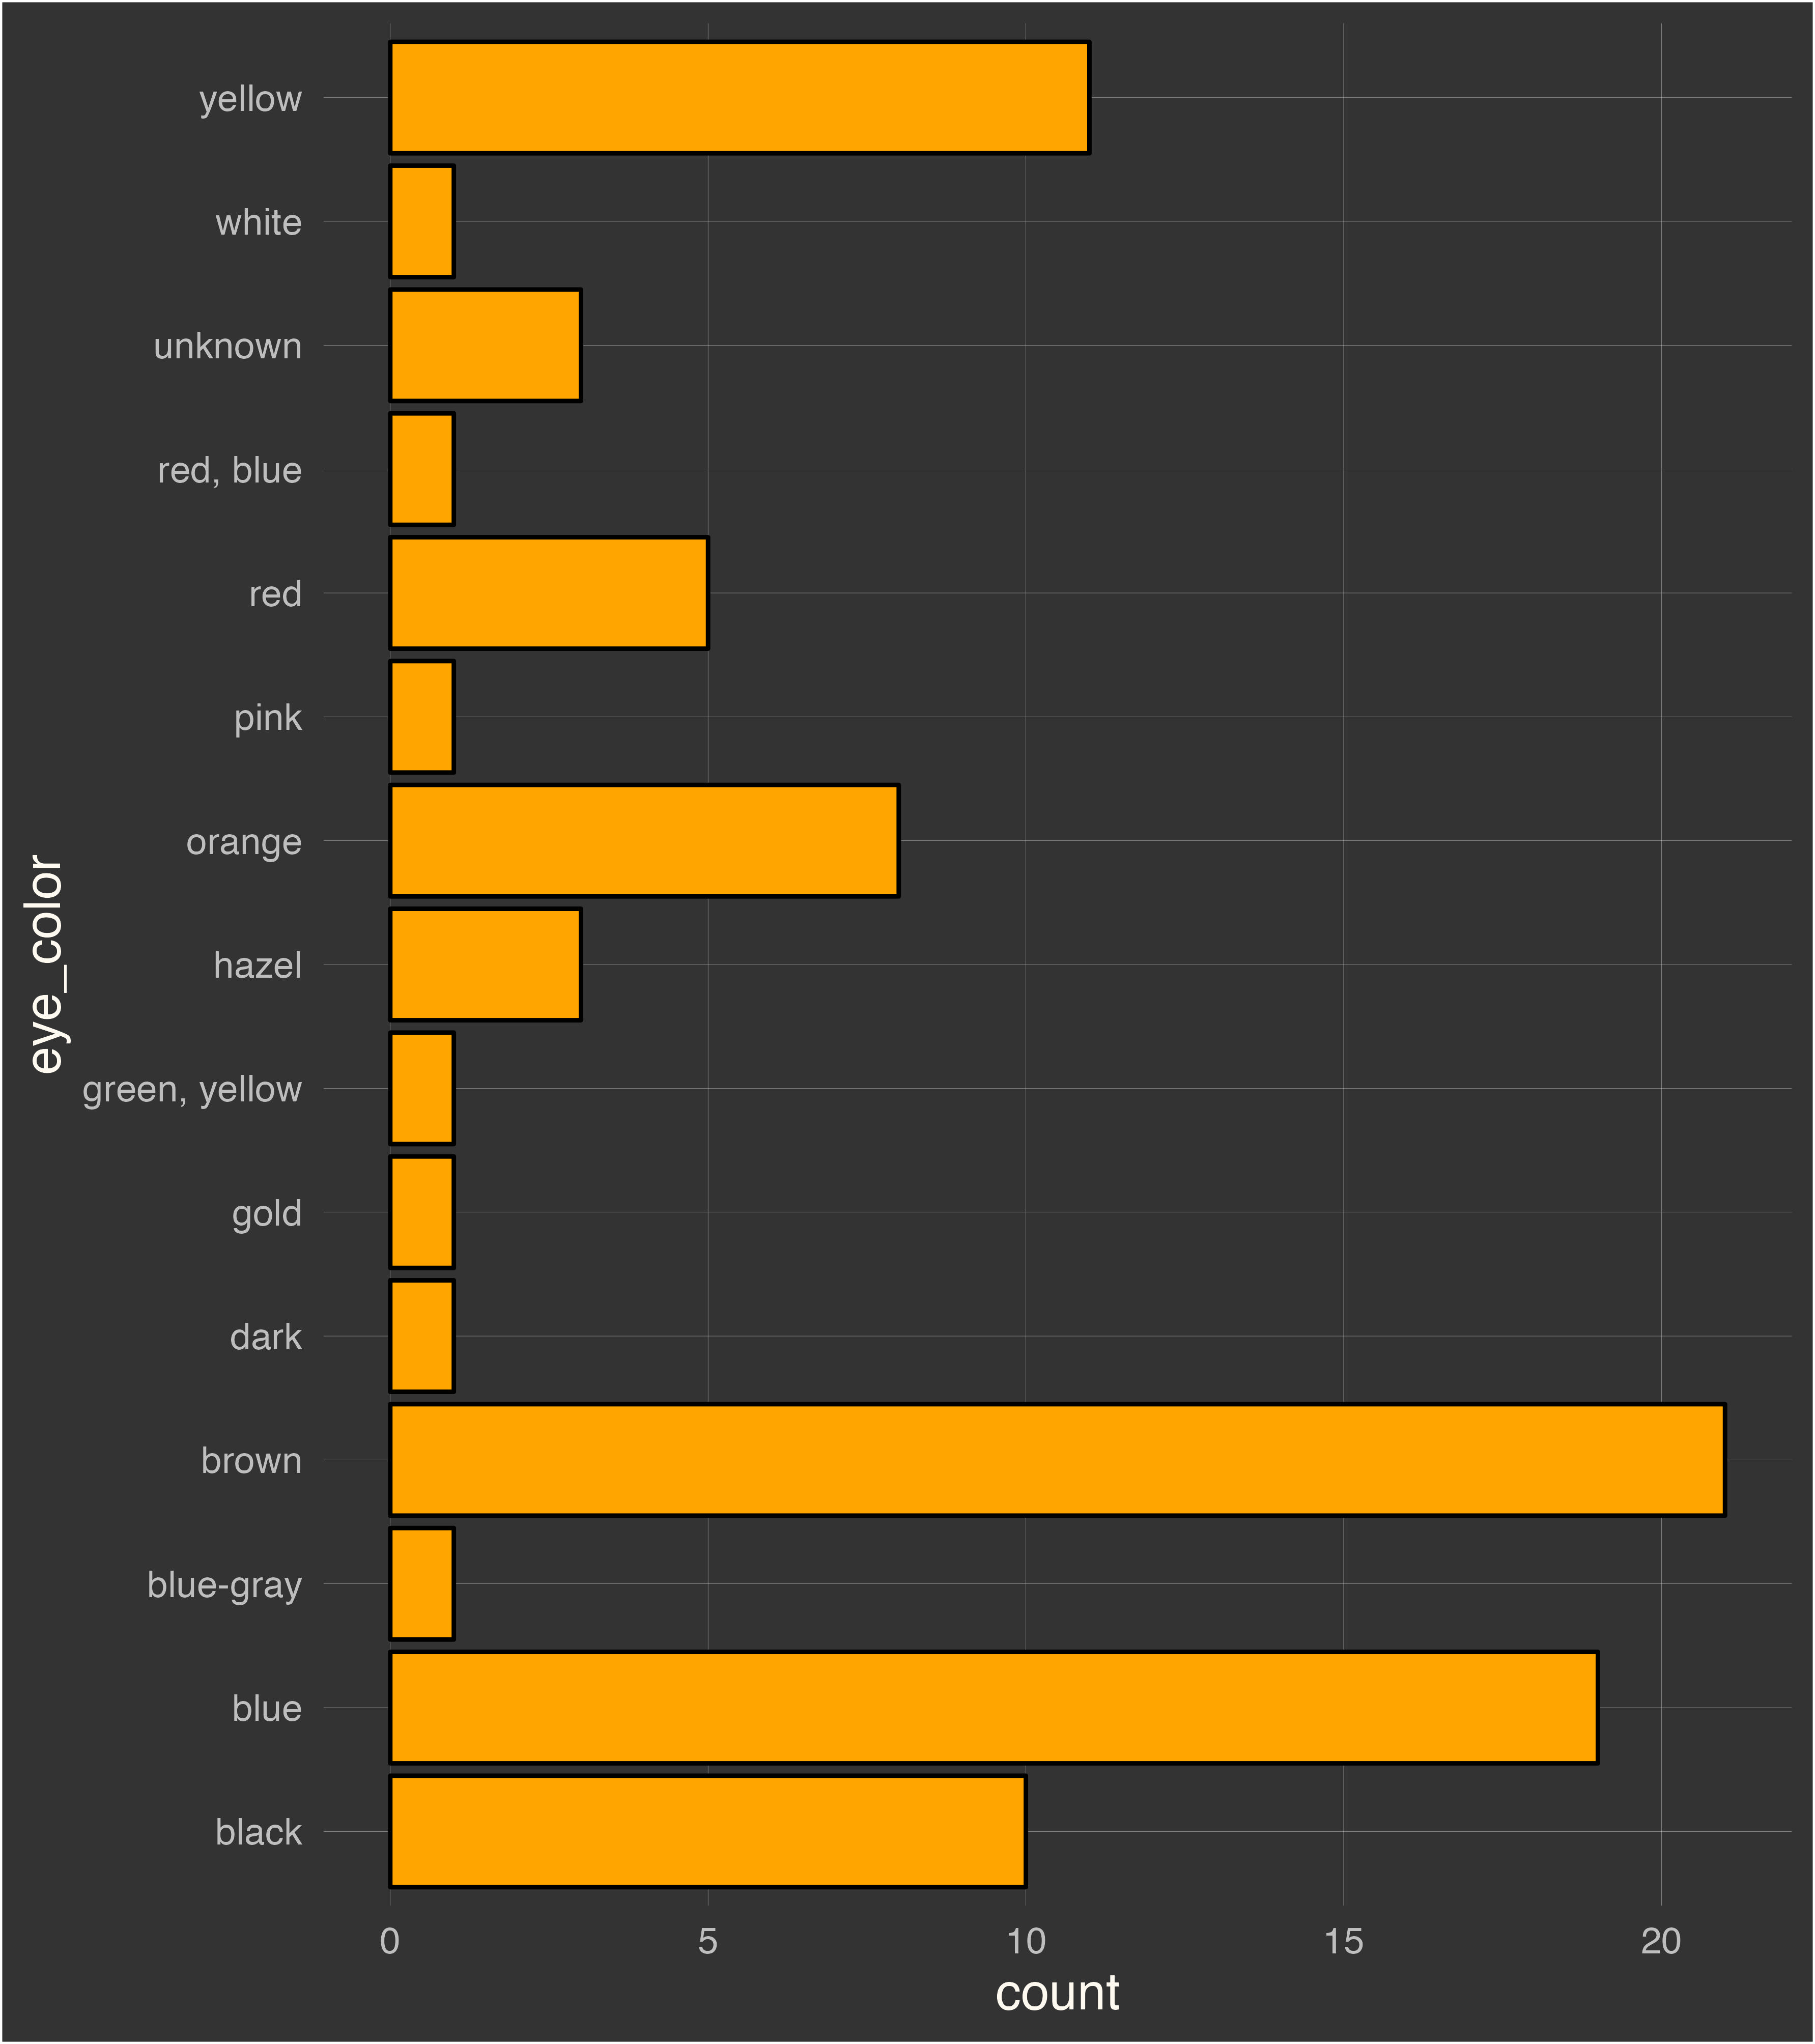 yellow
white
unknown
red, blue
red
pink
orange
hazel
green, yellow
gold
dark
brown
blue-gray
blue
black
eye_color
0 5 10 15 20
count